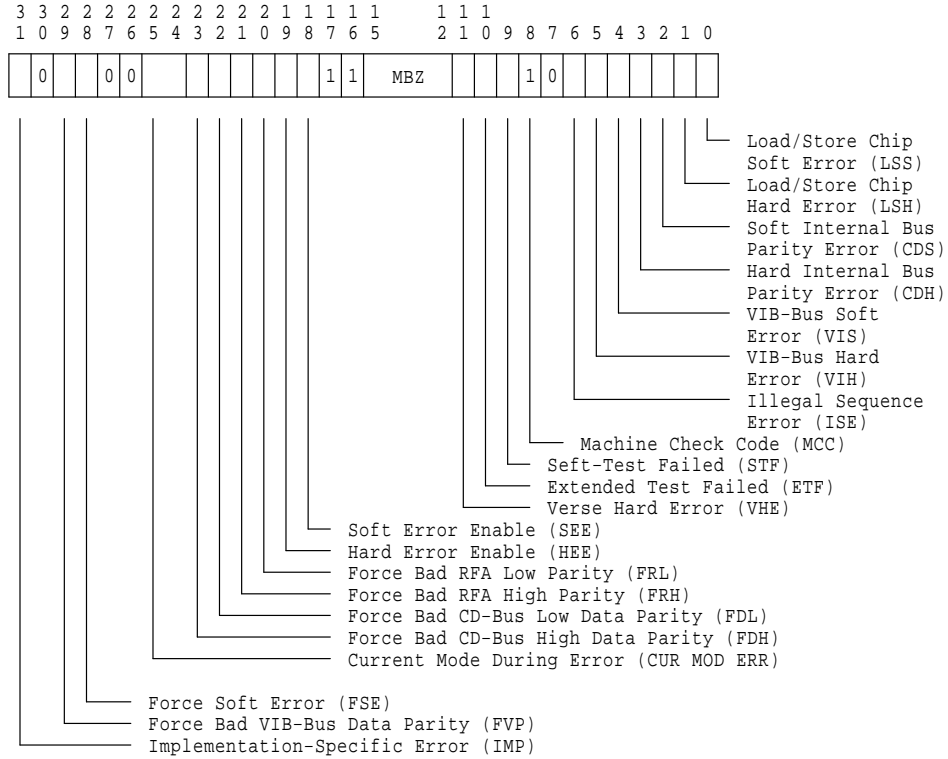 3 3 2 2 2 2 2 2 2 2 2 2 1 1 1 1 1 1 1 1
1 0 9 8 7 6 5 4 3 2 1 0 9 8 7 6 5 2 1 0 9 8 7 6 5 4 3 2 1 0
0 0 0 1 1 MBZ 1 0
Load/Store Chip
Soft Error (LSS)
Load/Store Chip
Hard Error (LSH)
Soft Internal Bus
Parity Error (CDS)
Hard Internal Bus
Parity Error (CDH)
VIB-Bus Soft
Error (VIS)
VIB-Bus Hard
Error (VIH)
Illegal Sequence
Error (ISE)
Machine Check Code (MCC)
Seft-Test Failed (STF)
Extended Test Failed (ETF)
Verse Hard Error (VHE)
Soft Error Enable (SEE)
Hard Error Enable (HEE)
Force Bad RFA Low Parity (FRL)
Force Bad RFA High Parity (FRH)
Force Bad CD-Bus Low Data Parity (FDL)
Force Bad CD-Bus High Data Parity (FDH)
Current Mode During Error (CUR MOD ERR)
Force Soft Error (FSE)
Force Bad VIB-Bus Data Parity (FVP)
Implementation-Specific Error (IMP)